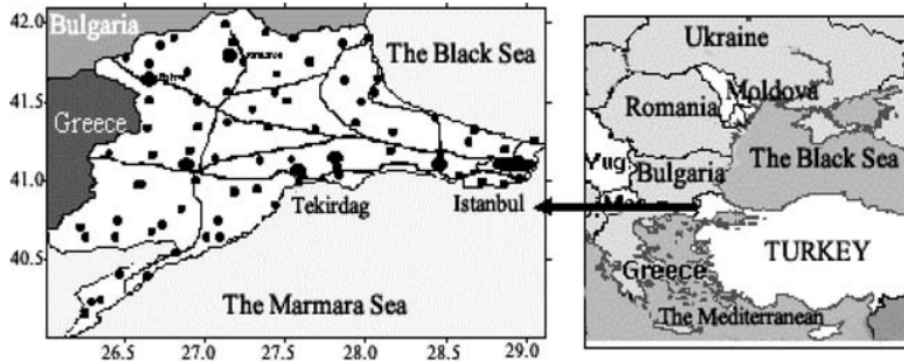 42.0
41.5
41.0
40.5
26.5
27.0
27.5
28.0
28.5
29.0
Bulgaria
Greece
The Black Sea
Tekirdag
Istanbul
The Marmara Sea
Ukraine
Moldova
Romania
Yug
The Black Sea
Bulgaria
TURKEY
Greece
The Mediterranean